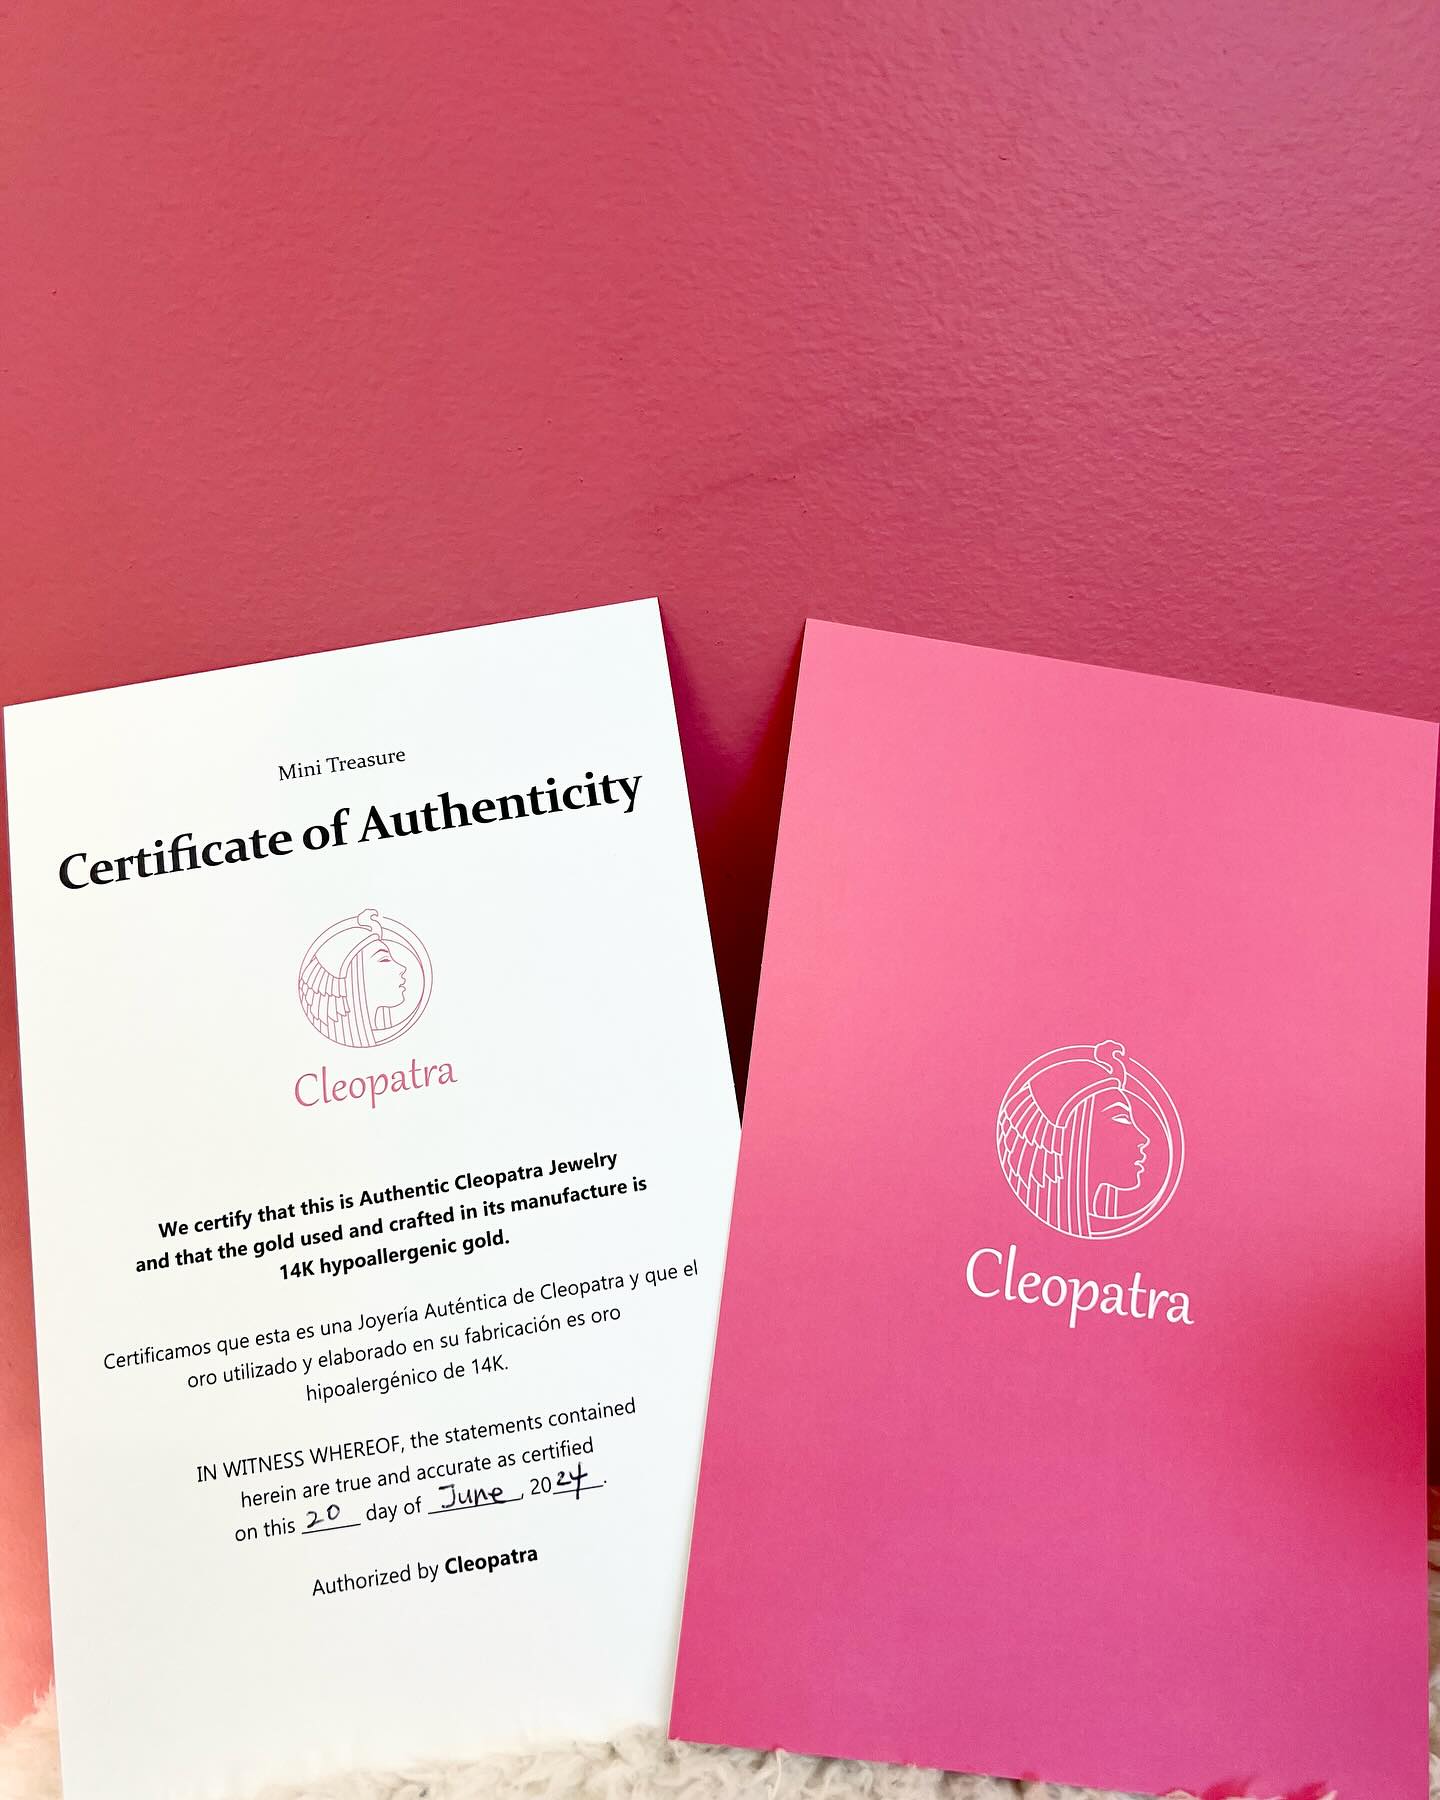 Mini Treasure
Certificate of Authenticity
Cleopatra
We certify that this is Authentic Cleopatra Jewelry
and that the gold used and crafted in its manufacture is
14K hypoallergenic gold.
Certificamos que esta es una Joyería Auténtica de Cleopatra y que el
oro utilizado y elaborado en su fabricación es oro
hipoalergénico de 14K.
IN WITNESS WHEREOF, the statements contained
herein are true and accurate as certified
on this 20 day of June, 2024.
Authorized by Cleopatra
Cleopatra